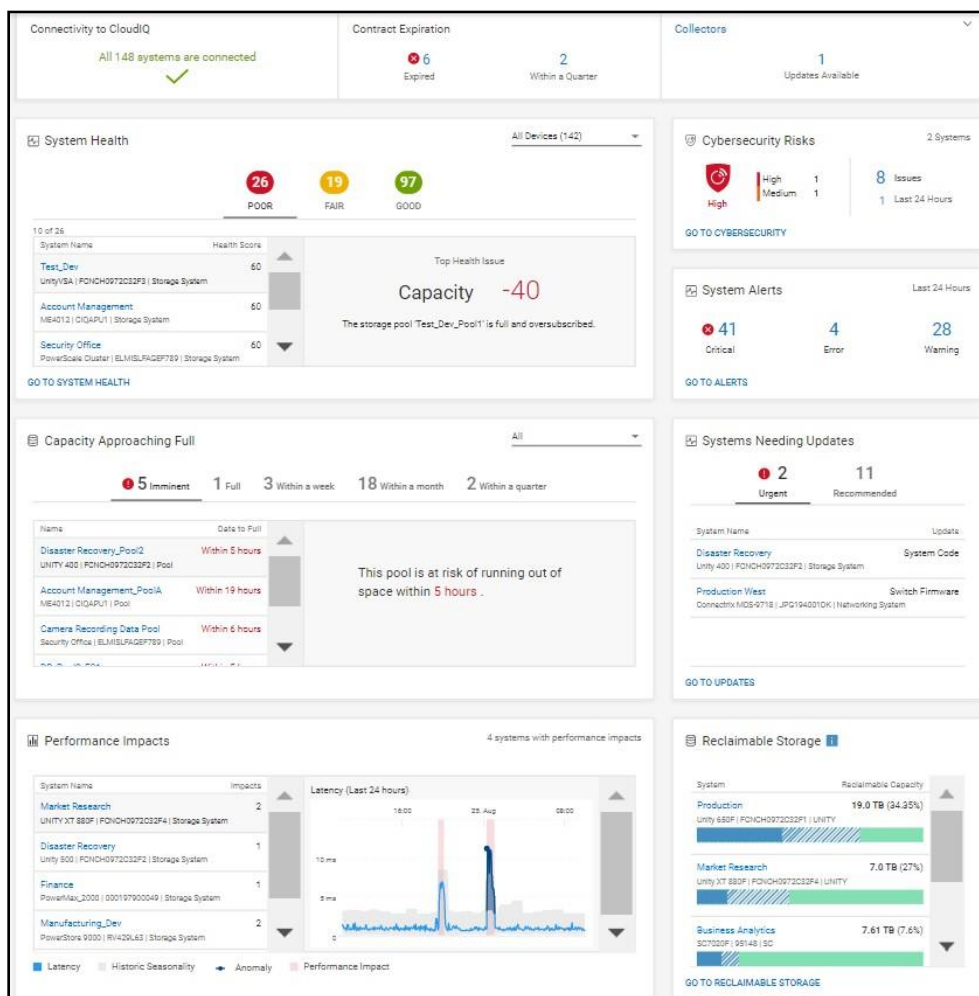 Connectivity to CloudIQ
All 148 systems are connected
Contract Expiration
6
Expired
2
Within a Quarter
Collectors
1
Updates Available
System Health
All Devices (142)
26
POOR
19
FAIR
97
GOOD
10 of 26
System Name Health Score
Test_Dev 60
UnityVSA | FCNCH0972C32F3 | Storage System
Account Management 60
ME4012 | CIQAPU1 | Storage System
Security Office 60
PowerScale Cluster | ELMISLFAGEF789 | Storage System
Top Health Issue
Capacity -40
The storage pool 'Test_Dev_Pool1' is full and oversubscribed.
GO TO SYSTEM HEALTH
Cybersecurity Risks 2 Systems
High
High 1
Medium 1
8 Issues
1 Last 24 Hours
GO TO CYBERSECURITY
System Alerts Last 24 Hours
41
Critical
4
Error
28
Warning
GO TO ALERTS
Capacity Approaching Full
All
5 Imminent 1 Full 3 Within a week 18 Within a month 2 Within a quarter
Name Date to Full
Disaster Recovery_Pool2 Within 5 hours
UNITY 400 | FCNCH0972C32F2 | Pool
Account Management_PoolA Within 19 hours
ME4012 | CIQAPU1 | Pool
Camera Recording Data Pool Within 6 hours
Security Office | ELMISLFAGEF789 | Pool
This pool is at risk of running out of
space within 5 hours .
Systems Needing Updates
2
Urgent
11
Recommended
System Name Update
Disaster Recovery System Code
Unity 400 | FCNCH0972C32F2 | Storage System
Production West Switch Firmware
Connectrix MDS-9718 | JPG194001DK | Networking System
GO TO UPDATES
Performance Impacts 4 systems with performance impacts
System Name Impacts
Market Research 2
UNITY XT 880F | FCNCH0972C32F4 | Storage System
Disaster Recovery 1
Unity 500 | FCNCH0972C32F2 | Storage System
Finance 1
PowerMax_2000 | 000197900049 | Storage System
Manufacturing_Dev 2
PowerStore 9000 | RV429L63 | Storage System
Latency (Last 24 hours)
16:00 25. Aug 08:00
10 ms
5 ms
0
Latency Historic Seasonality Anomaly Performance Impact
Reclaimable Storage
System Reclaimable Capacity
Production 19.0 TB (34.35%)
Unity 650F | FCNCH0972C32F1 | UNITY
Market Research 7.0 TB (27%)
Unity XT 880F | FCNCH0972C32F4 | UNITY
Business Analytics 7.61 TB (7.6%)
SC7020F | 95148 | SC
GO TO RECLAIMABLE STORAGE